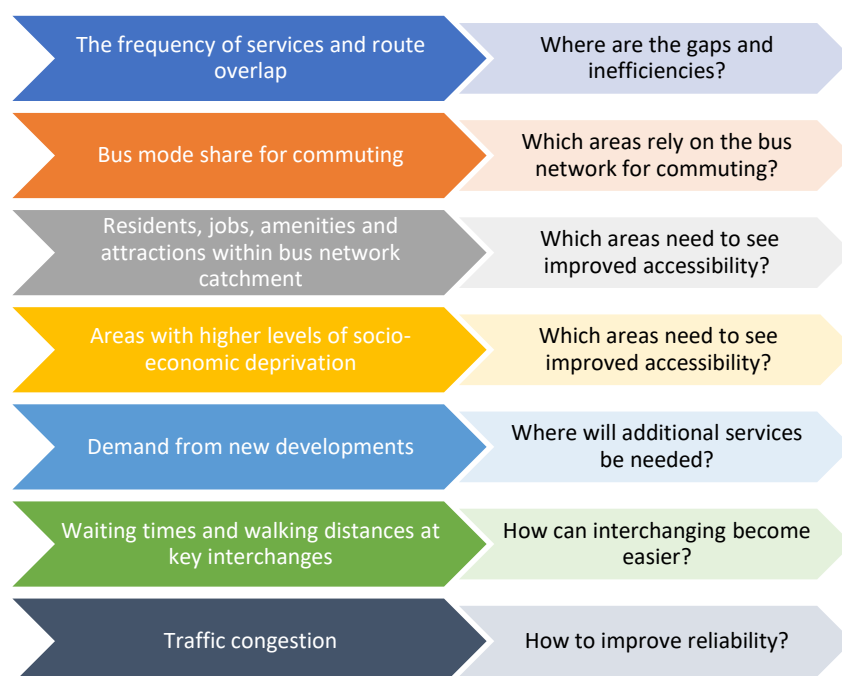 The frequency of services and route
overlap
Where are the gaps and
inefficiencies?
Bus mode share for commuting
Which areas rely on the bus
network for commuting?
Residents, jobs, amenities and
attractions within bus network
catchment
Which areas need to see
improved accessibility?
Areas with higher levels of socio-
economic deprivation
Which areas need to see
improved accessibility?
Demand from new developments
Where will additional services
be needed?
Waiting times and walking distances at
key interchanges
How can interchanging become
easier?
Traffic congestion
How to improve reliability?